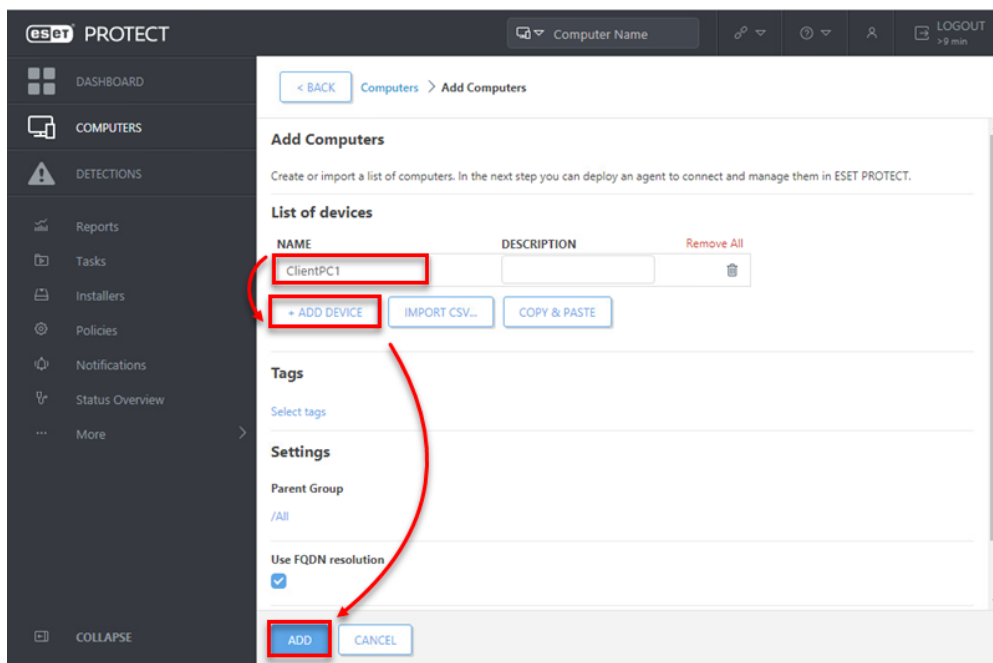 eset PROTECT
Computer Name
LOGOUT
>9 min
DASHBOARD
COMPUTERS
DETECTIONS
Reports
Tasks
Installers
Policies
Notifications
Status Overview
More
COLLAPSE
< BACK Computers > Add Computers
Add Computers
Create or import a list of computers. In the next step you can deploy an agent to connect and manage them in ESET PROTECT.
List of devices
NAME DESCRIPTION Remove All
ClientPC1
+ ADD DEVICE IMPORT CSV... COPY & PASTE
Tags
Select tags
Settings
Parent Group
/All
Use FQDN resolution
ADD CANCEL